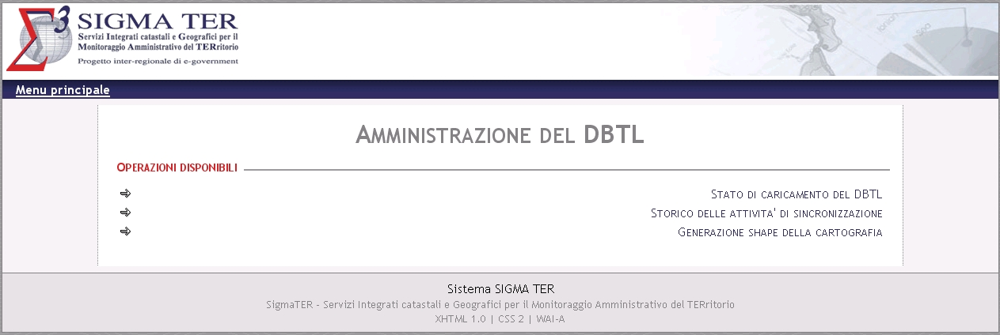 3 SIGMA TER
Servizi Integrati catastali e Geografici per il
Monitoraggio Amministrativo del TERritorio
Progetto inter-regionale di e-government
Menu principale
Amministrazione del DBTL
Operazioni disponibili
⇒ Stato di caricamento del DBTL
⇒ Storico delle attivita' di sincronizzazione
⇒ Generazione shape della cartografia
Sistema SIGMA TER
SigmaTER - Servizi Integrati catastali e Geografici per il Monitoraggio Amministrativo del TERritorio
XHTML 1.0 | CSS 2 | WAI-A